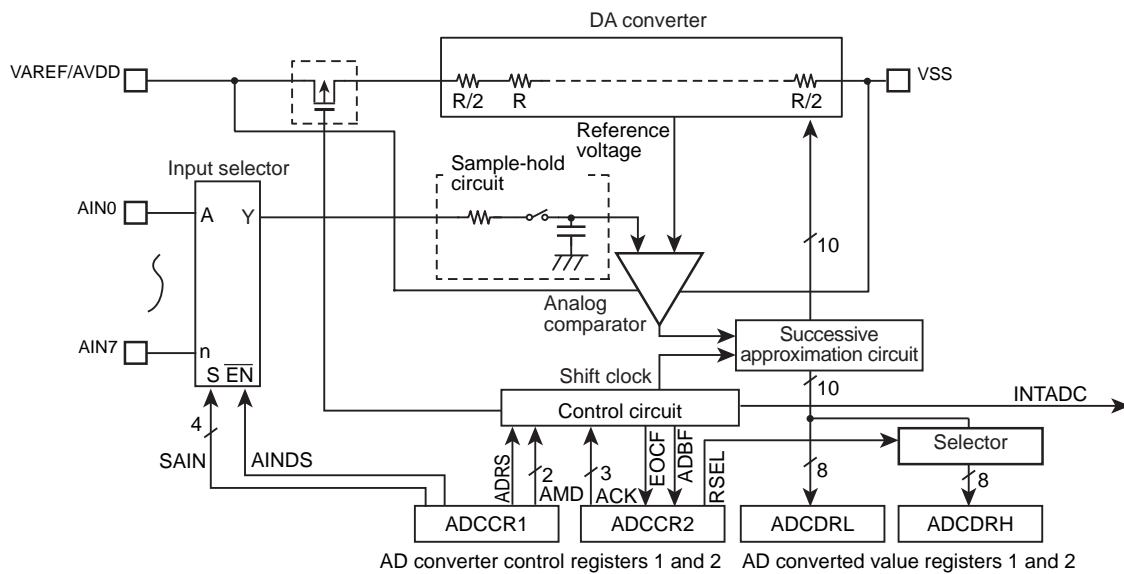 DA converter
VAREF/AVDD
VSS
R/2
R
R/2
Reference
voltage
Sample-hold
circuit
Input selector
AIN0
A
Y
10
Analog
comparator
AIN7
n
S EN
Successive
approximation circuit
Shift clock
10
Control circuit
INTADC
4
SAIN
AINDS
ADRS
2
AMD
3
ACK
EOCF
ADBF
RSEL
Selector
8
8
ADCCR1
ADCCR2
ADCDRL
ADCDRH
AD converter control registers 1 and 2
AD converted value registers 1 and 2